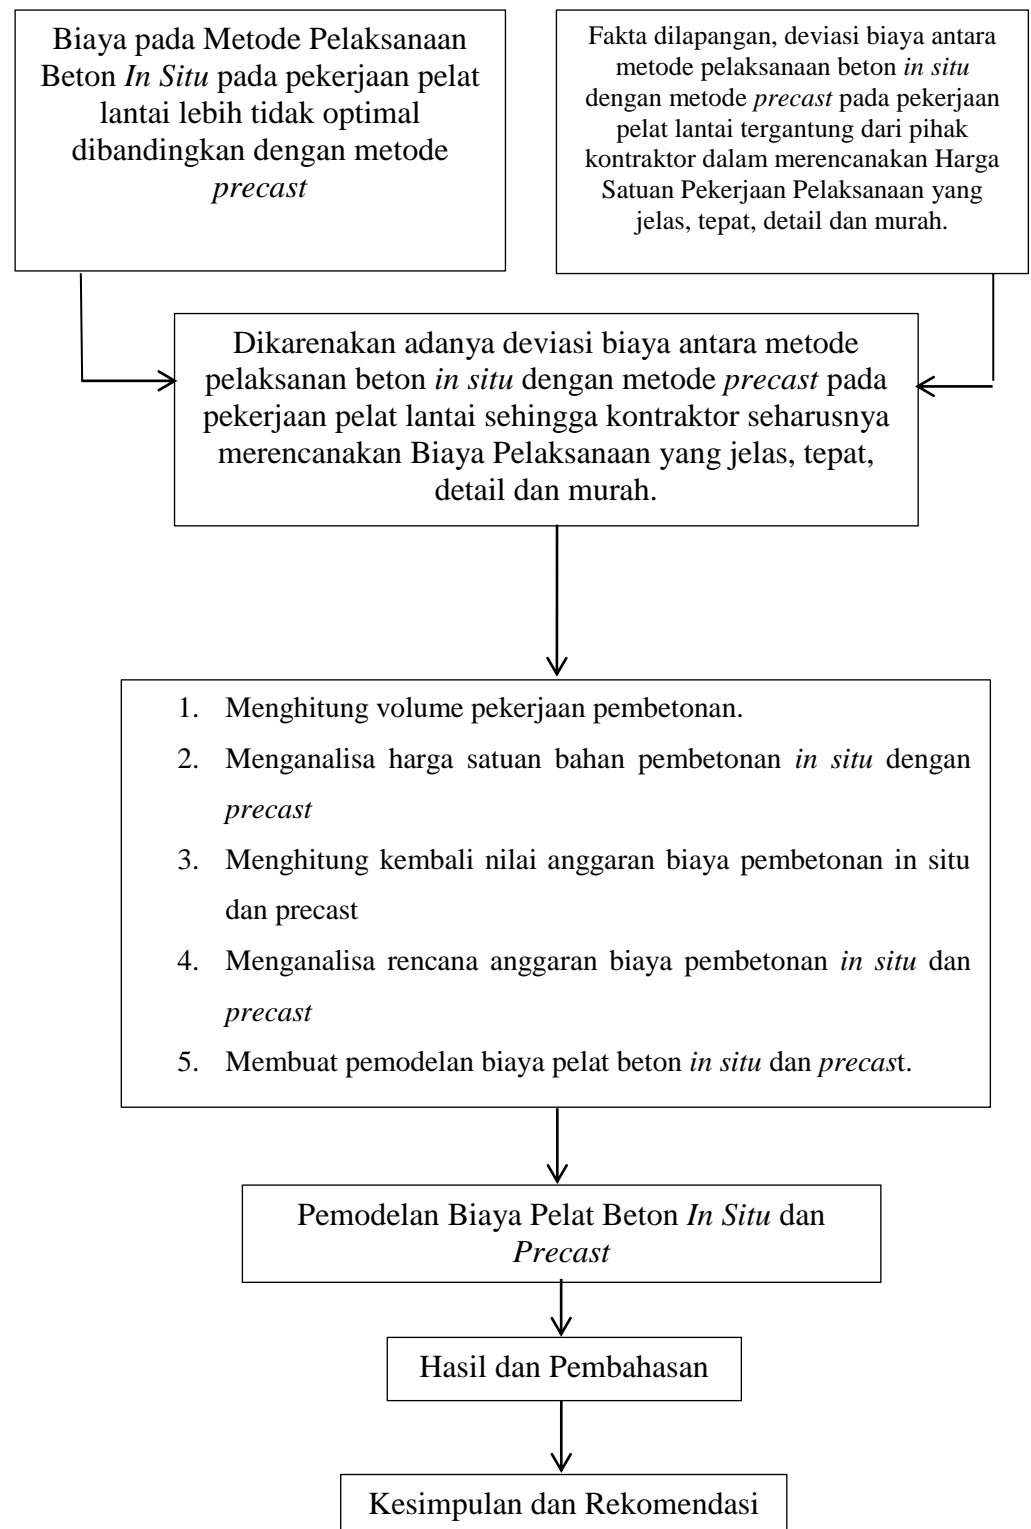 Biaya pada Metode Pelaksanaan
Beton In Situ pada pekerjaan pelat
lantai lebih tidak optimal
dibandingkan dengan metode
precast
Fakta dilapangan, deviasi biaya antara
metode pelaksanaan beton in situ
dengan metode precast pada pekerjaan
pelat lantai tergantung dari pihak
kontraktor dalam merencanakan Harga
Satuan Pekerjaan Pelaksanaan yang
jelas, tepat, detail dan murah.
Dikarenakan adanya deviasi biaya antara metode
pelaksanan beton in situ dengan metode precast pada
pekerjaan pelat lantai sehingga kontraktor seharusnya
merencanakan Biaya Pelaksanaan yang jelas, tepat,
detail dan murah.
1. Menghitung volume pekerjaan pembetonan.
2. Menganalisa harga satuan bahan pembetonan in situ dengan
precast
3. Menghitung kembali nilai anggaran biaya pembetonan in situ
dan precast
4. Menganalisa rencana anggaran biaya pembetonan in situ dan
precast
5. Membuat pemodelan biaya pelat beton in situ dan precast.
Pemodelan Biaya Pelat Beton In Situ dan
Precast
Hasil dan Pembahasan
Kesimpulan dan Rekomendasi